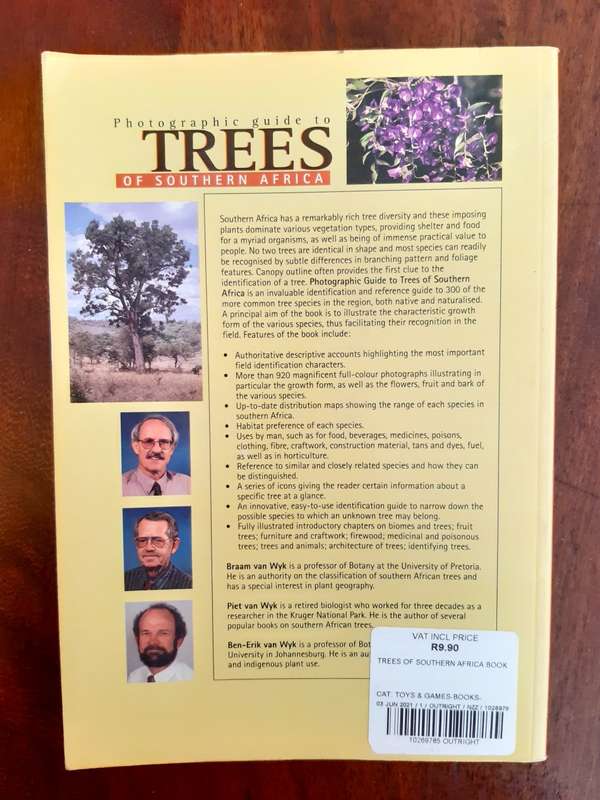 Photographic guide to
TREES
OF SOUTHERN AFRICA
Southern Africa has a remarkably rich tree diversity and these imposing
plants dominate various vegetation types, providing shelter and food
for a myriad organisms, as well as being of immense practical value to
people. No two trees are identical in shape and most species can readily
be recognised by subtle differences in branching pattern and foliage
features. Canopy outline often provides the first clue to the
identification of a tree. Photographic Guide to Trees of Southern
Africa is an invaluable identification and reference guide to 300 of the
more common tree species in the region, both native and naturalised.
A principal aim of the book is to illustrate the characteristic growth
form of the various species, thus facilitating their recognition in the
field. Features of the book include:
• Authoritative descriptive accounts highlighting the most important
field identification characters.
• More than 920 magnificent full-colour photographs illustrating in
particular the growth form, as well as the flowers, fruit and bark of
the various species.
• Up-to-date distribution maps showing the range of each species in
southern Africa.
• Habitat preference of each species.
• Uses by man, such as for food, beverages, medicines, poisons,
clothing, fibre, craftwork, construction material, tans and dyes, fuel,
as well as in horticulture.
• Reference to similar and closely related species and how they can
be distinguished.
• A series of icons giving the reader certain information about a
specific tree at a glance.
• An innovative, easy-to-use identification guide to narrow down the
possible species to which an unknown tree may belong.
• Fully illustrated introductory chapters on biomes and trees; fruit
trees; furniture and craftwork; firewood; medicinal and poisonous
trees; trees and animals; architecture of trees; identifying trees.
Braam van Wyk is a professor of Botany at the University of Pretoria.
He is an authority on the classification of southern African trees and
has a special interest in plant geography.
Piet van Wyk is a retired biologist who worked for three decades as a
researcher in the Kruger National Park. He is the author of several
popular books on southern African trees.
Ben-Erik van Wyk is a professor of
University in Johannesburg. He is an
and indigenous plant use.
VAT INCL PRICE
R9.90
TREES OF SOUTHERN AFRICA BOOK
CAT: TOYS & GAMES-BOOKS-
03 JUN 2021 / 1 / OUTRIGHT / NZZ / 1026979
10269785 OUTRIGHT